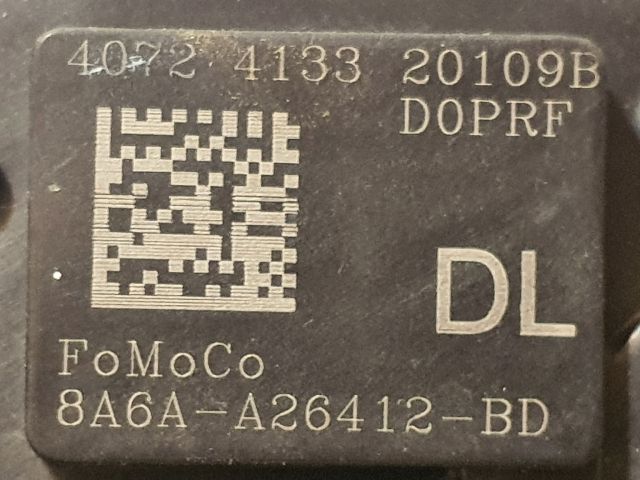 4072 4133 20109B
D0PRF
DL
FoMoCo
8A6A-A26412-BD